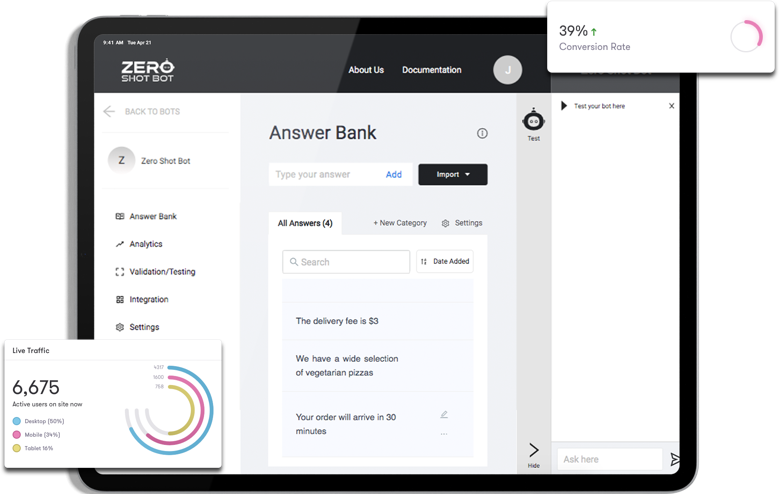 9:41 AM Tue Apr 21
39%
Conversion Rate
ZERO
SHOT BOT
About Us
Documentation
J
BACK TO BOTS
Z
Zero Shot Bot
Answer Bank
Analytics
Validation/Testing
Integration
Settings
Answer Bank
Type your answer
Add
Import
All Answers (4)
+ New Category
Settings
Search
Date Added
The delivery fee is $3
We have a wide selection
of vegetarian pizzas
Your order will arrive in 30
minutes
...
Test
Hide
Test your bot here
Ask here
Live Traffic
6,675
Active users on site now
Desktop (50%)
Mobile (34%)
Tablet 16%
1600
758